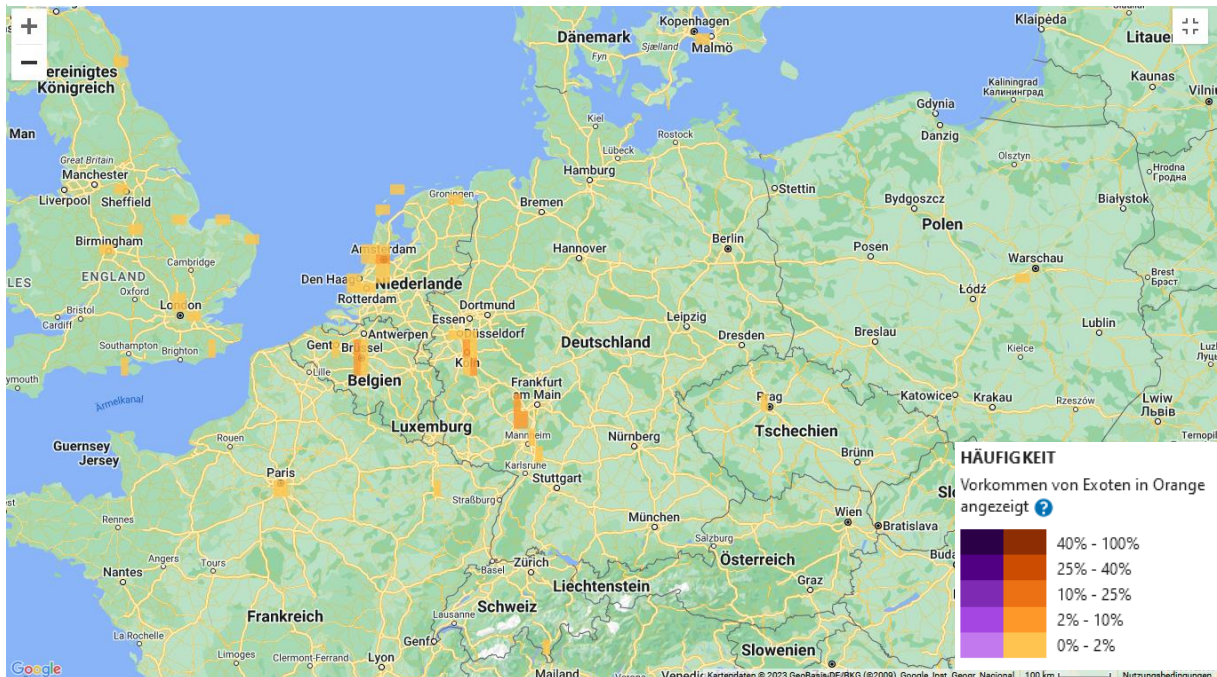 +
−
Kopenhagen
Malmö
Dänemark
Sjælland
Fyn
Klaipėda
Litauen
Kaunas
Kaliningrad
Калининград
Gdynia
Danzig
Kiel
Lübeck
Rostock
Hamburg
Stettin
Olsztyn
Hrodna
Гродна
Bydgoszcz
Białystok
Polen
Man
Great Britain
Manchester
Liverpool
Sheffield
Königreich
Groningen
Bremen
Birmingham
Cambridge
ENGLAND
Oxford
London
Bristol
Cardiff
Southampton
Brighton
Amsterdam
Den Haag
Niederlande
Rotterdam
Hannover
Berlin
Posen
Warschau
Brest
Брэст
Łódź
Dortmund
Essen
Düsseldorf
Antwerpen
Gent
Brüssel
Köln
Lille
Belgien
Leipzig
Deutschland
Dresden
Breslau
Lublin
Kielce
Ärmelkanal
Frankfurt
am Main
Prag
Katowice
Krakau
Rzeszów
Lwiw
Львів
Luxemburg
Mannheim
Nürnberg
Tschechien
Brünn
Rouen
Guernsey
Jersey
Paris
Karlsruhe
Stuttgart
Straßburg
Rennes
München
Wien
Bratislava
Salzburg
Österreich
Angers
Tours
Nantes
Basel
Zürich
Liechtenstein
Graz
Schweiz
Lausanne
Frankreich
Genf
La Rochelle
Limoges
Clermont-Ferrand
Lyon
Slowenien
Mailand
HÄUFIGKEIT
Vorkommen von Exoten in Orange
angezeigt ?
40% - 100%
25% - 40%
10% - 25%
2% - 10%
0% - 2%
Google
Kartendaten © 2023 GeoBasis-DE/BKG (©2009), Google, Inst. Geogr. Nacional
100 km
Nutzungsbedingungen